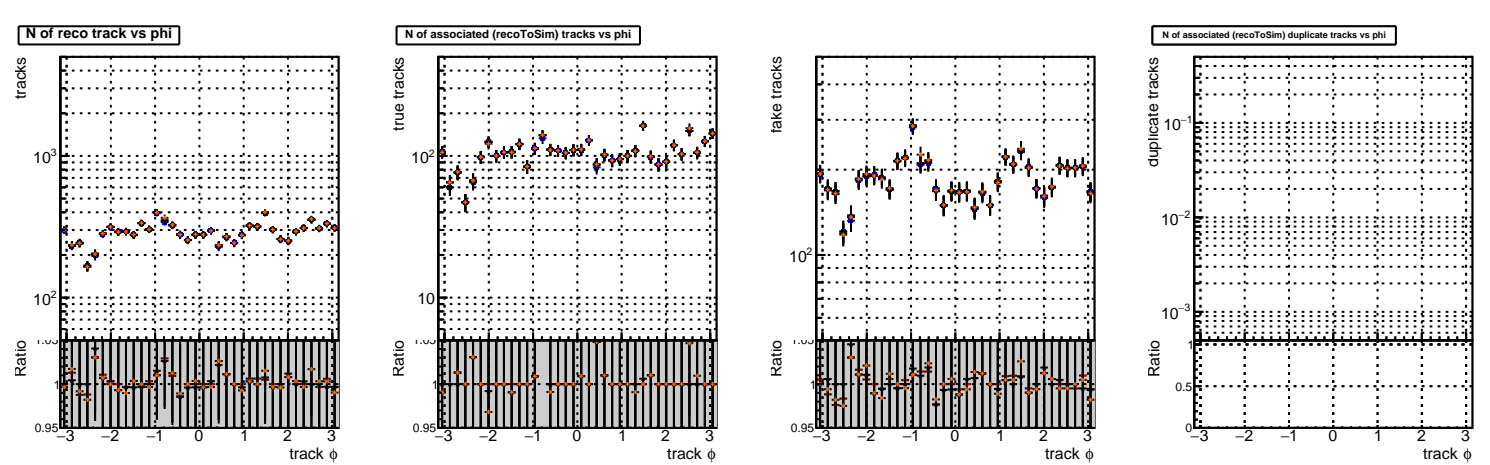 N of reco track vs phi
tracks
10³
10²
Ratio
1.05
1
0.95
−3 −2 −1 0 1 2 3
track ϕ
N of associated (recoToSim) tracks vs phi
true tracks
10²
10
Ratio
1
0.95
−3 −2 −1 0 1 2 3
track ϕ
fake tracks
10²
Ratio
1
0.95
−3 −2 −1 0 1 2 3
track ϕ
N of associated (recoToSim) duplicate tracks vs phi
duplicate tracks
10⁻¹
10⁻²
10⁻³
Ratio
1
0.5
0
−3 −2 −1 0 1 2 3
track ϕ